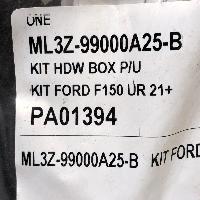 ONE
ML3Z-99000A25-B
KIT HDW BOX P/U
KIT FORD F150 UR 21+
PA01394
ML3Z-99000A25-B KIT FORD